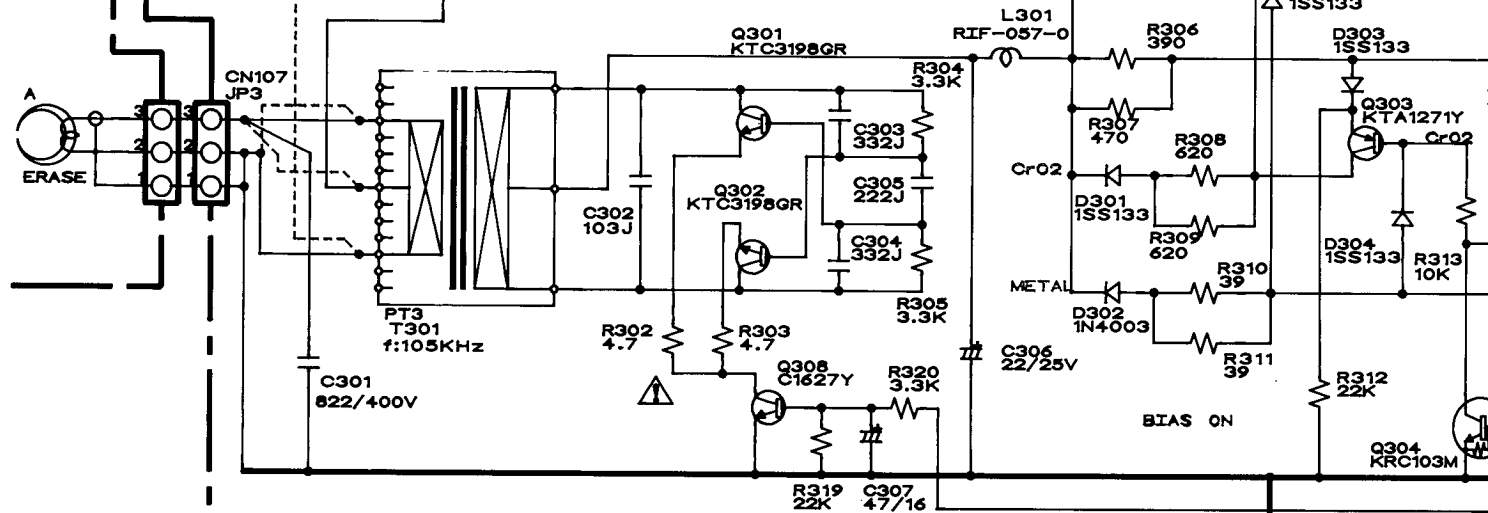 1SS133
L301
RIF-057-0
Q301
KTC3198GR
R306
390
D303
1SS133
CN107
JP3
A
R304
3.3K
Q303
KTA1271Y
3
3
R307
470
C303
332J
R308
620
Cr02
2
2
Cr02
ERASE
1
1
Q302
KTC3198GR
C305
222J
D301
1SS133
C302
103J
R309
620
C304
332J
D304
1SS133
R313
10K
R310
39
METAL
R305
3.3K
D302
1N4003
PT3
T301
f:105KHz
R302
4.7
R303
4.7
C306
22/25V
R311
39
Q308
C1627Y
R320
3.3K
C301
822/400V
R312
22K
BIAS ON
Q304
KRC103M
R319
22K
C307
47/16